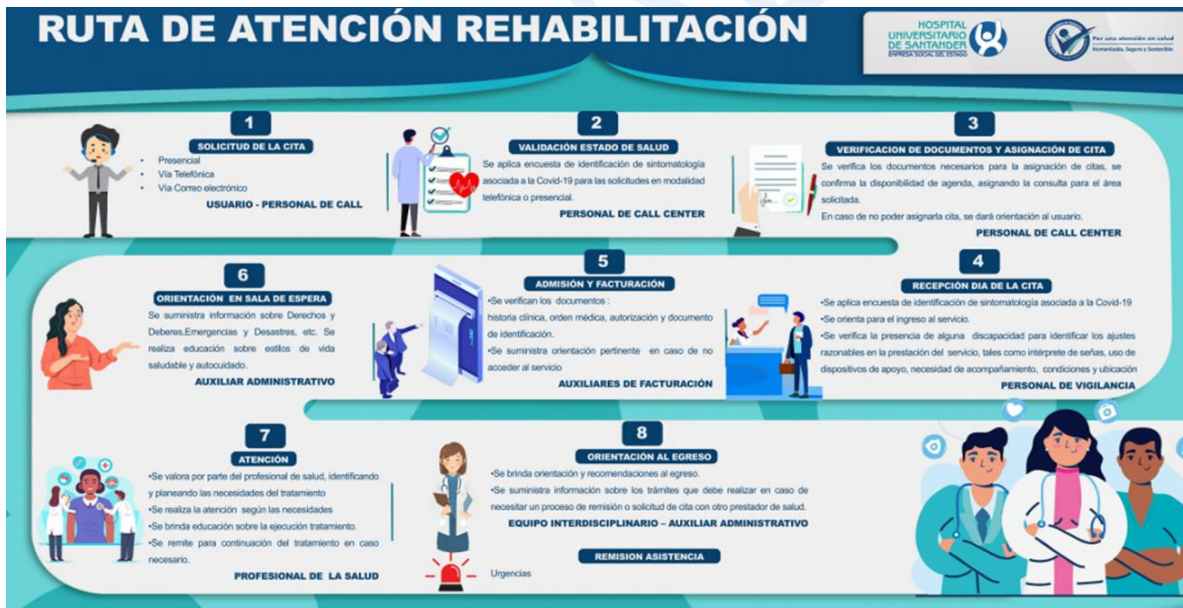 RUTA DE ATENCIÓN REHABILITACIÓN
HOSPITAL
UNIVERSITARIO
DE SANTANDER
EMPRESA SOCIAL DEL ESTADO
Por una atención en salud
Humanizada, Segura y Sostenible
1
SOLICITUD DE LA CITA
• Presencial
• Vía Telefónica
• Vía Correo electrónico
USUARIO - PERSONAL DE CALL
2
VALIDACIÓN ESTADO DE SALUD
Se aplica encuesta de identificación de sintomatología
asociada a la Covid-19 para las solicitudes en modalidad
telefónica o presencial.
PERSONAL DE CALL CENTER
3
VERIFICACION DE DOCUMENTOS Y ASIGNACIÓN DE CITA
Se verifica los documentos necesarios para la asignación de citas, se
confirma la disponibilidad de agenda, asignando la consulta para el área
solicitada.
En caso de no poder asignarla cita, se dará orientación al usuario.
PERSONAL DE CALL CENTER
4
RECEPCIÓN DIA DE LA CITA
•Se aplica encuesta de identificación de sintomatología asociada a la Covid-19
•Se orienta para el ingreso al servicio.
•Se verifica la presencia de alguna discapacidad para identificar los ajustes
razonables en la prestación del servicio, tales como intérprete de señas, uso de
dispositivos de apoyo, necesidad de acompañamiento, condiciones y ubicación
PERSONAL DE VIGILANCIA
5
ADMISIÓN Y FACTURACIÓN
•Se verifican los documentos :
historia clínica, orden médica, autorización y documento
de identificación.
•Se suministra orientación pertinente en caso de no
acceder al servicio
AUXILIARES DE FACTURACIÓN
6
ORIENTACIÓN EN SALA DE ESPERA
Se suministra información sobre Derechos y
Deberes,Emergencias y Desastres, etc. Se
realiza educación sobre estilos de vida
saludable y autocuidado.
AUXILIAR ADMINISTRATIVO
7
ATENCIÓN
•Se valora por parte del profesional de salud, identificando
y planeando las necesidades del tratamiento
•Se realiza la atención según las necesidades
•Se brinda educación sobre la ejecución tratamiento.
•Se remite para continuación del tratamiento en caso
necesario.
PROFESIONAL DE LA SALUD
8
ORIENTACIÓN AL EGRESO
•Se brinda orientación y recomendaciones al egreso.
•Se suministra información sobre los trámites que debe realizar en caso de
necesitar un proceso de remisión o solicitud de cita con otro prestador de salud.
EQUIPO INTERDISCIPLINARIO – AUXILIAR ADMINISTRATIVO
REMISION ASISTENCIA
Urgencias